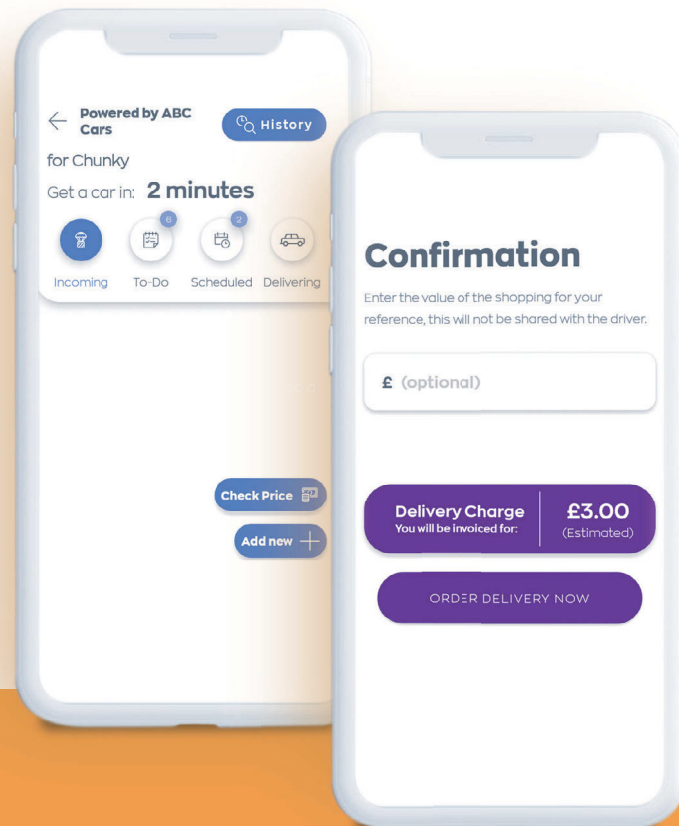 Powered by ABC
Cars
History
for Chunky
Get a car in: 2 minutes
6
2
Incoming To-Do Scheduled Delivering
Check Price
Add new
Confirmation
Enter the value of the shopping for your
reference, this will not be shared with the driver.
£ (optional)
Delivery Charge
You will be invoiced for:
£3.00
(Estimated)
ORDER DELIVERY NOW